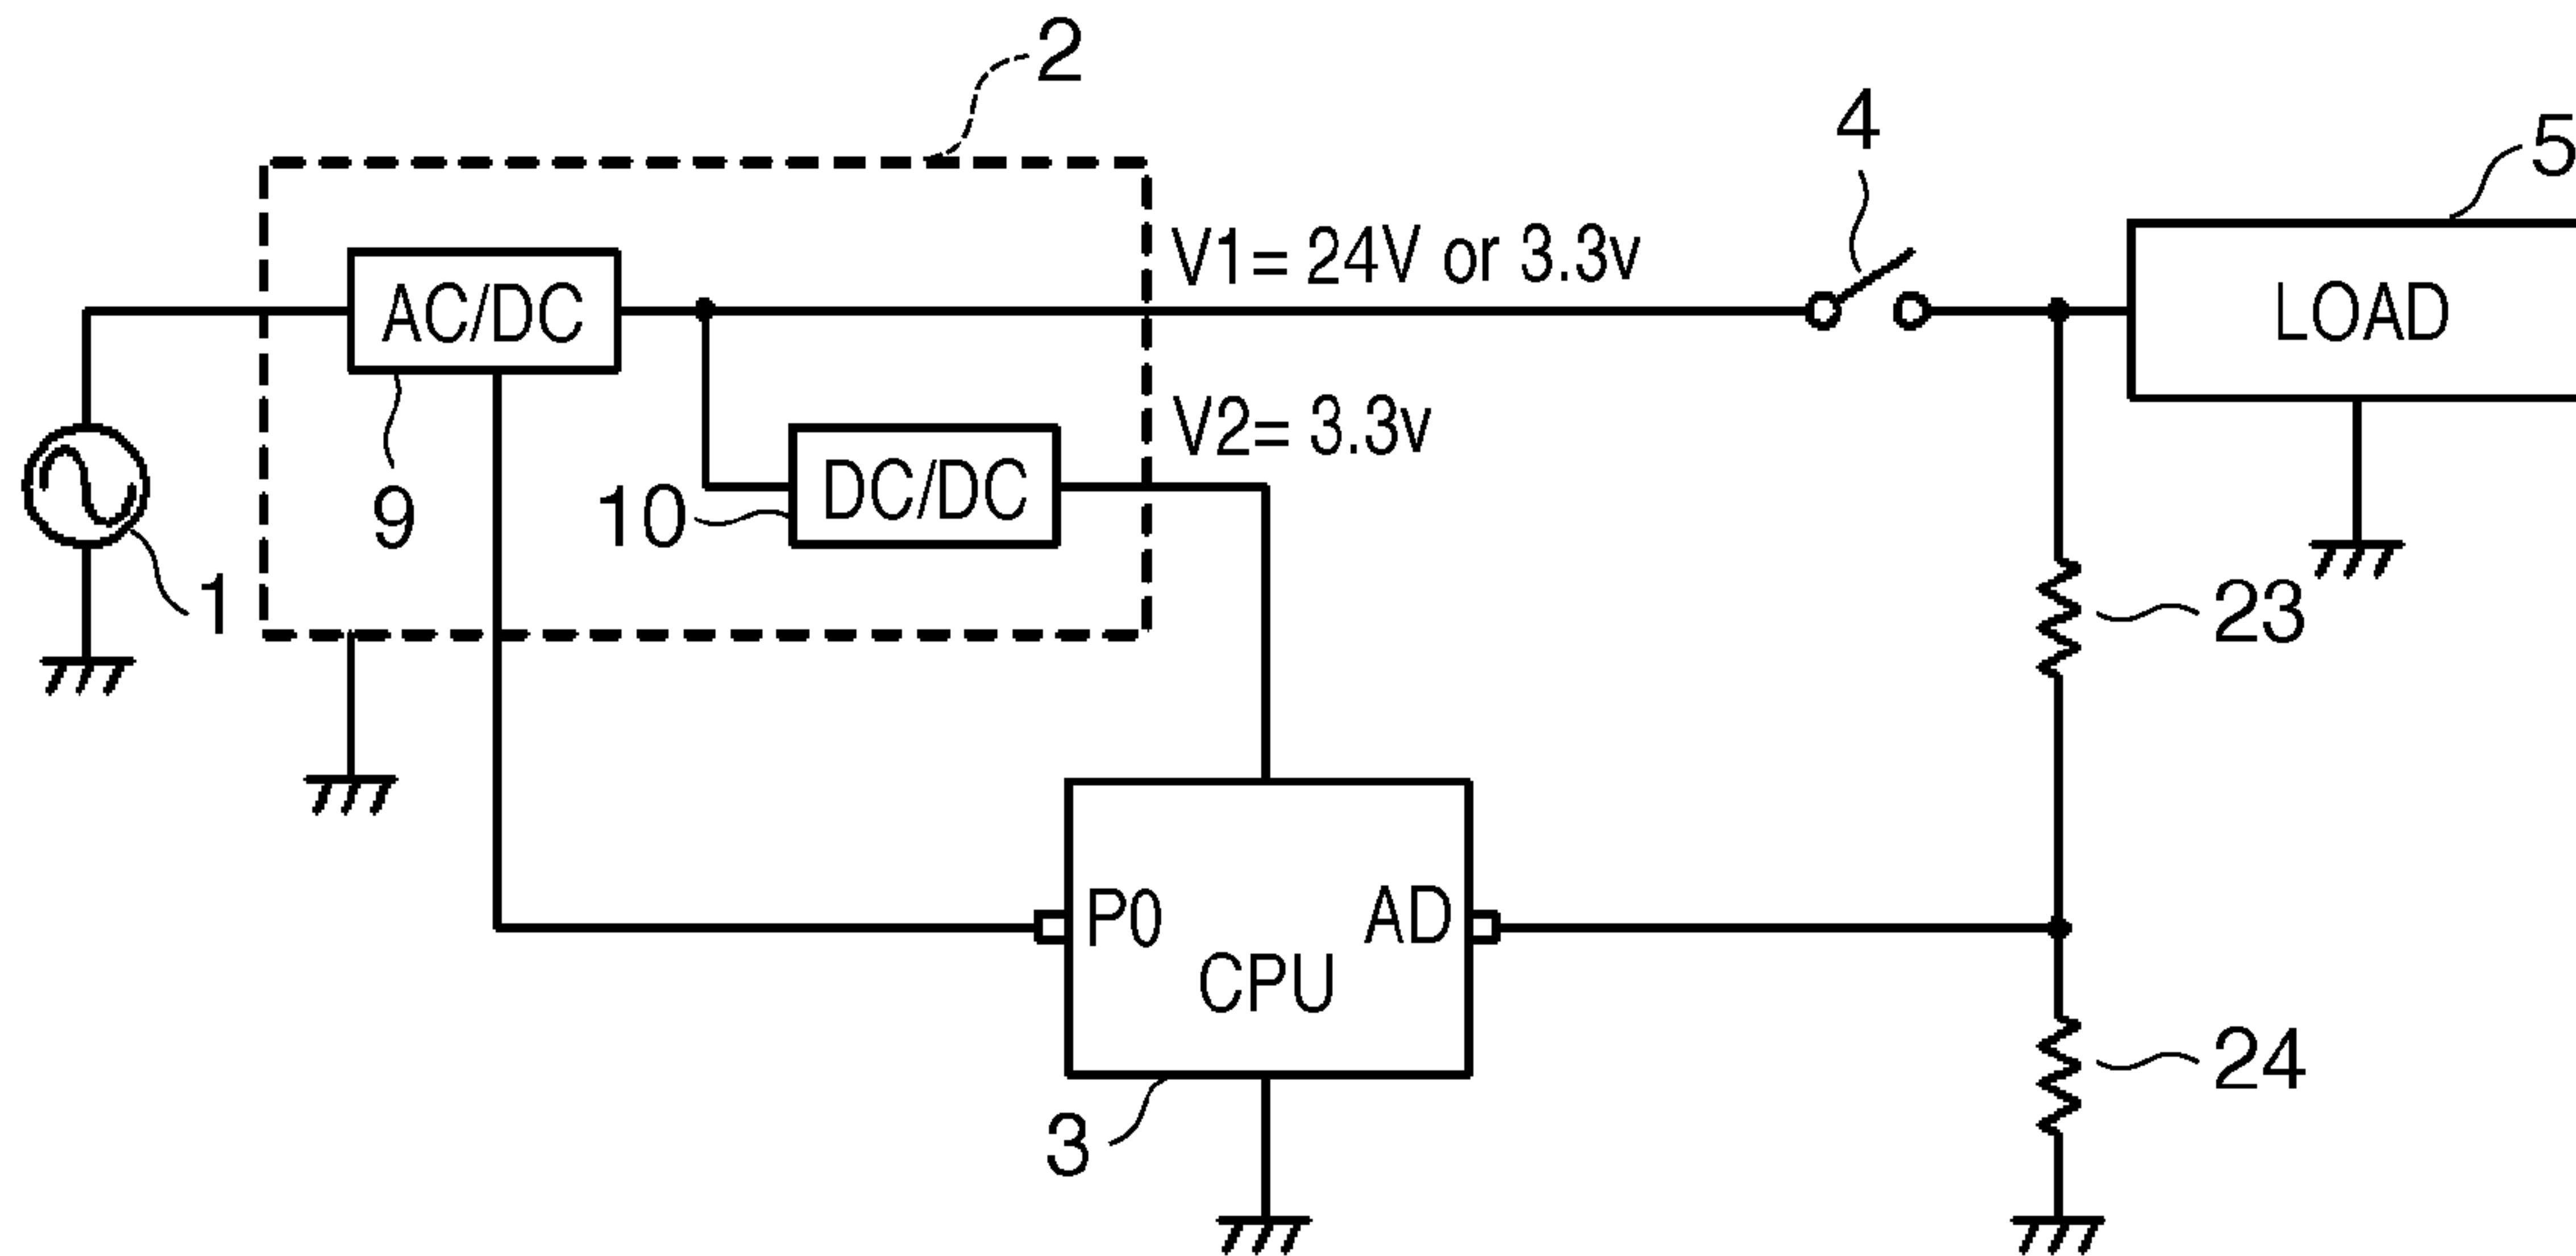 2
4
5
V1= 24V or 3.3v
AC/DC
LOAD
V2= 3.3v
9
10
DC/DC
1
23
P0
AD
CPU
24
3